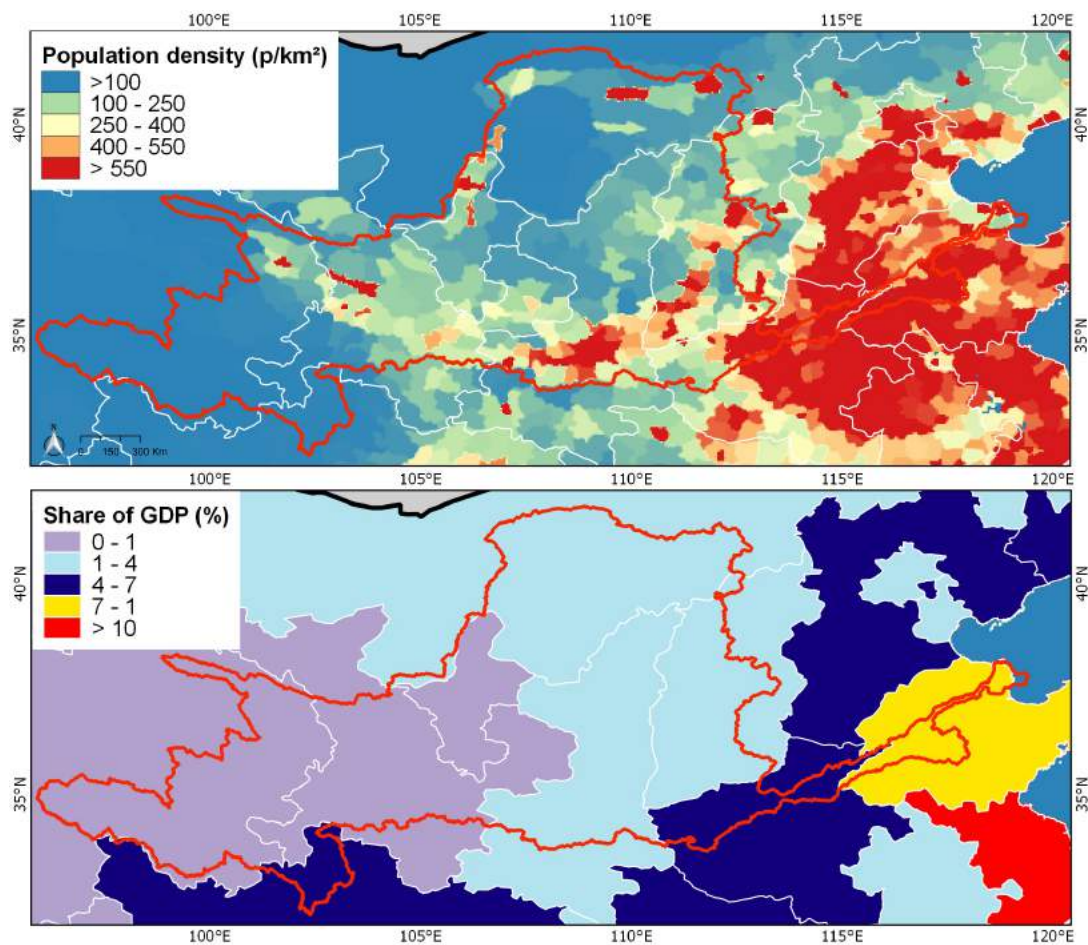 100°E 105°E 110°E 115°E 120°E
Population density (p/km²)
>100
100 - 250
250 - 400
400 - 550
> 550
40°N 40°N
35°N 35°N
N
0 150 300 Km
100°E 105°E 110°E 115°E 120°E
Share of GDP (%)
0 - 1
1 - 4
4 - 7
7 - 1
> 10
40°N 40°N
35°N 35°N
100°E 105°E 110°E 115°E 120°E